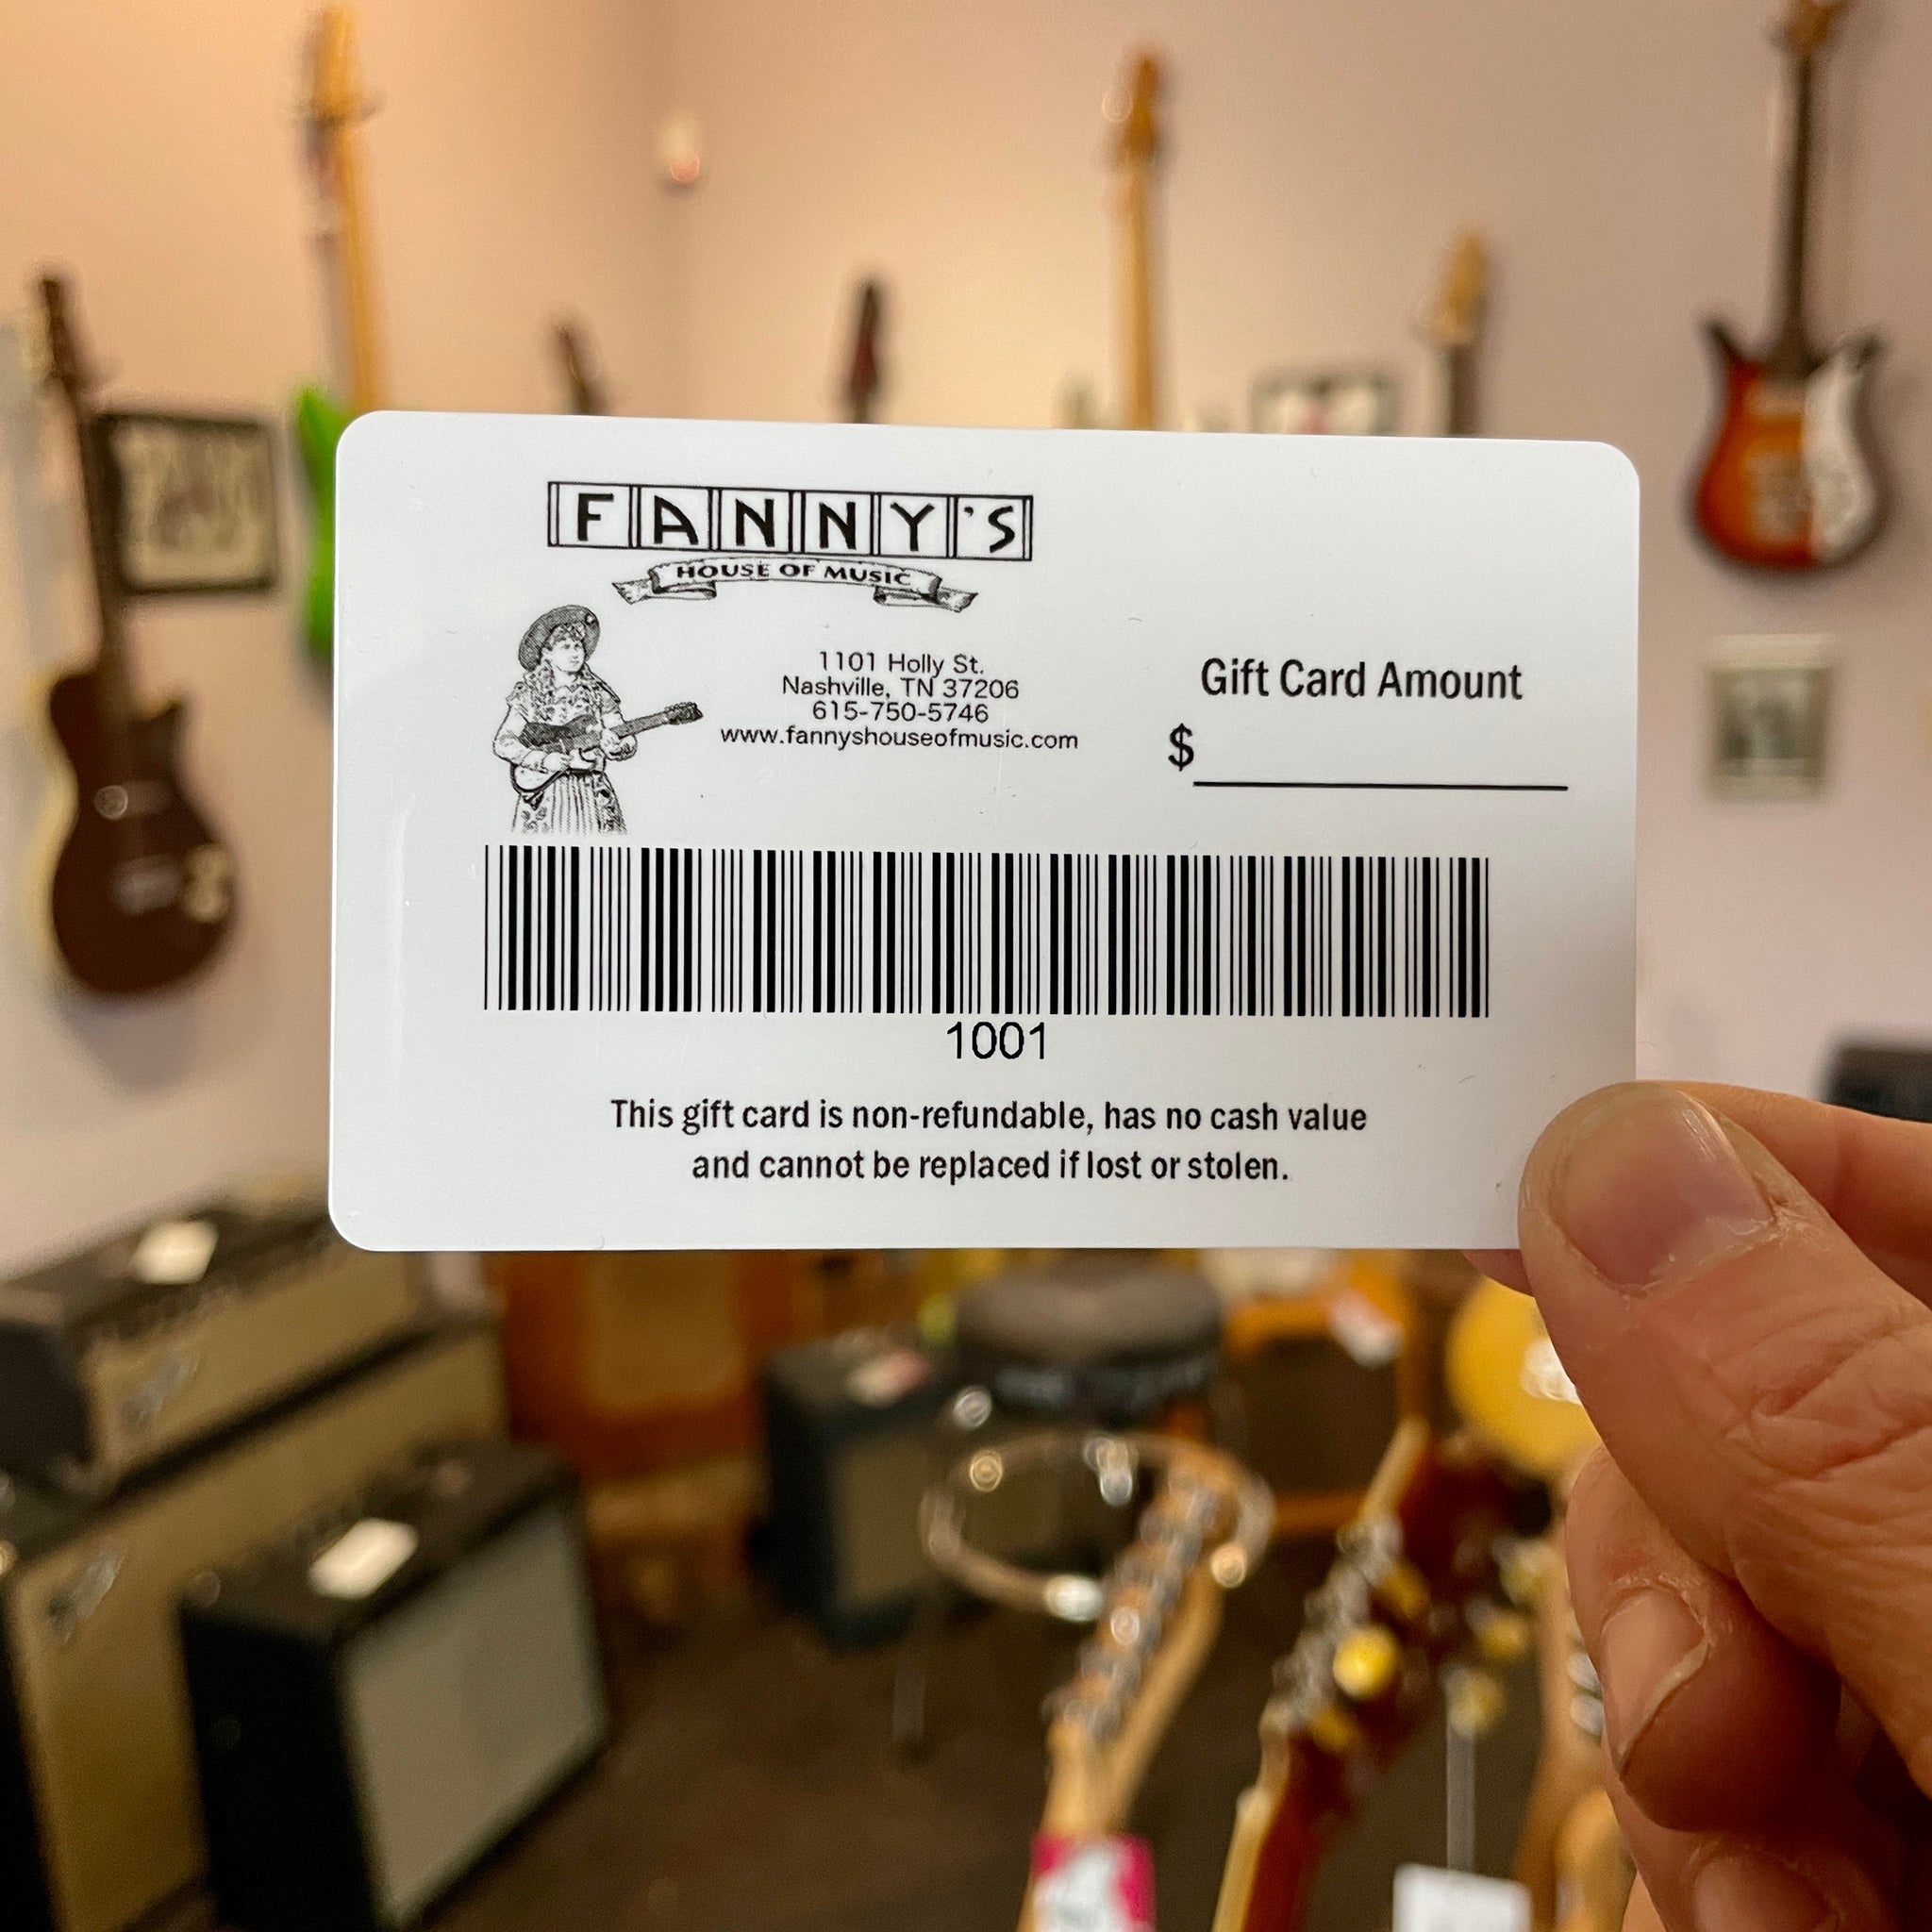 FANNY'S
HOUSE OF MUSIC
1101 Holly St.
Nashville, TN 37206
615-750-5746
www.fannyshouseofmusic.com
Gift Card Amount
$
1001
This gift card is non-refundable, has no cash value
and cannot be replaced if lost or stolen.